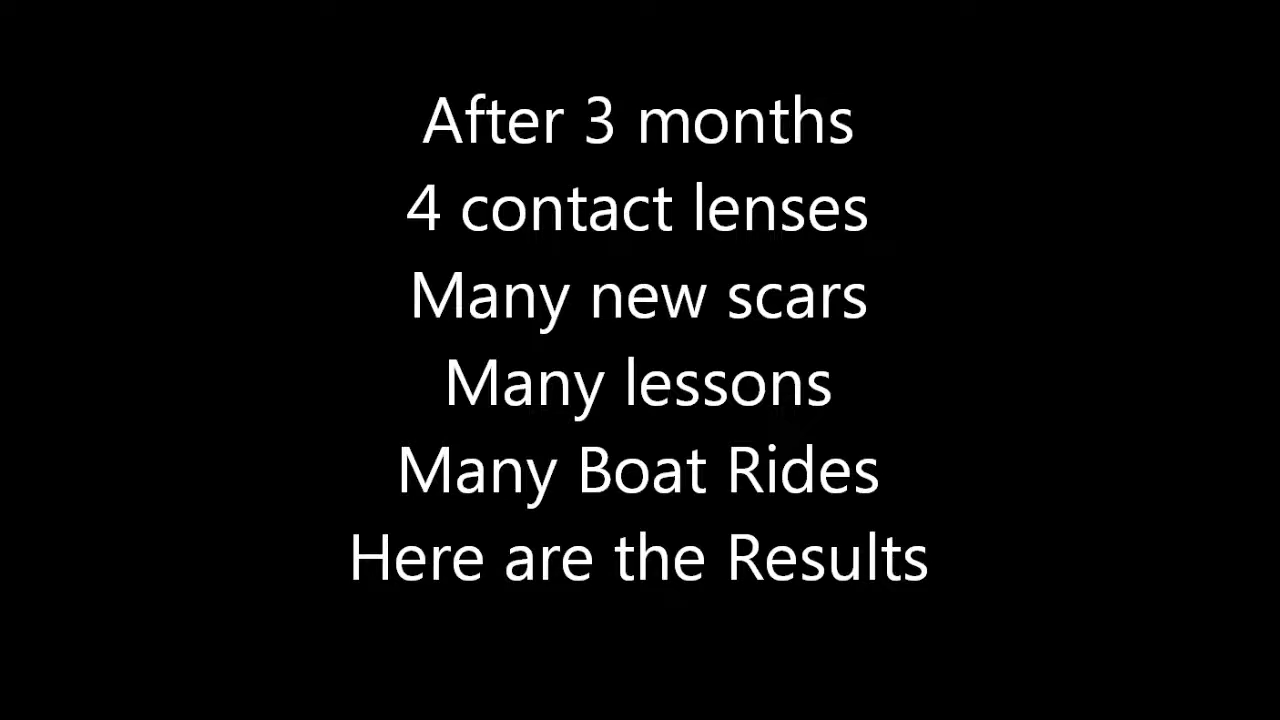 After 3 months
4 contact lenses
Many new scars
Many lessons
Many Boat Rides
Here are the Results